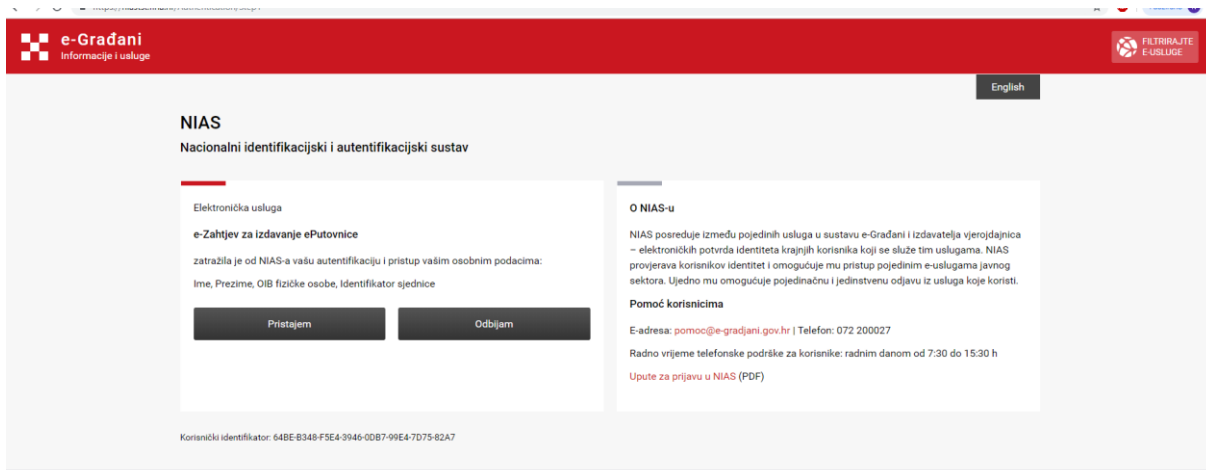 e-Građani
Informacije i usluge
FILTRIRAJTE
E-USLUGE
English
NIAS
Nacionalni identifikacijski i autentifikacijski sustav
Elektronička usluga
e-Zahtjev za izdavanje ePutovnice
zatražila je od NIAS-a vašu autentifikaciju i pristup vašim osobnim podacima:
Ime, Prezime, OIB fizičke osobe, Identifikator sjednice
Pristajem
Odbijam
O NIAS-u
NIAS posreduje između pojedinih usluga u sustavu e-Građani i izdavatelja vjerojdajnica
– elektroničkih potvrda identiteta krajnjih korisnika koji se služe tim uslugama. NIAS
provjerava korisnikov identitet i omogućuje mu pristup pojedinim e-uslugama javnog
sektora. Ujedno mu omogućuje pojedinačnu i jedinstvenu odjavu iz usluga koje koristi.
Pomoć korisnicima
E-adresa: pomoc@e-gradjani.gov.hr | Telefon: 072 200027
Radno vrijeme telefonske podrške za korisnike: radnim danom od 7:30 do 15:30 h
Upute za prijavu u NIAS (PDF)
Korisnički identifikator: 64BE-B348-F5E4-3946-0DB7-99E4-7D75-82A7